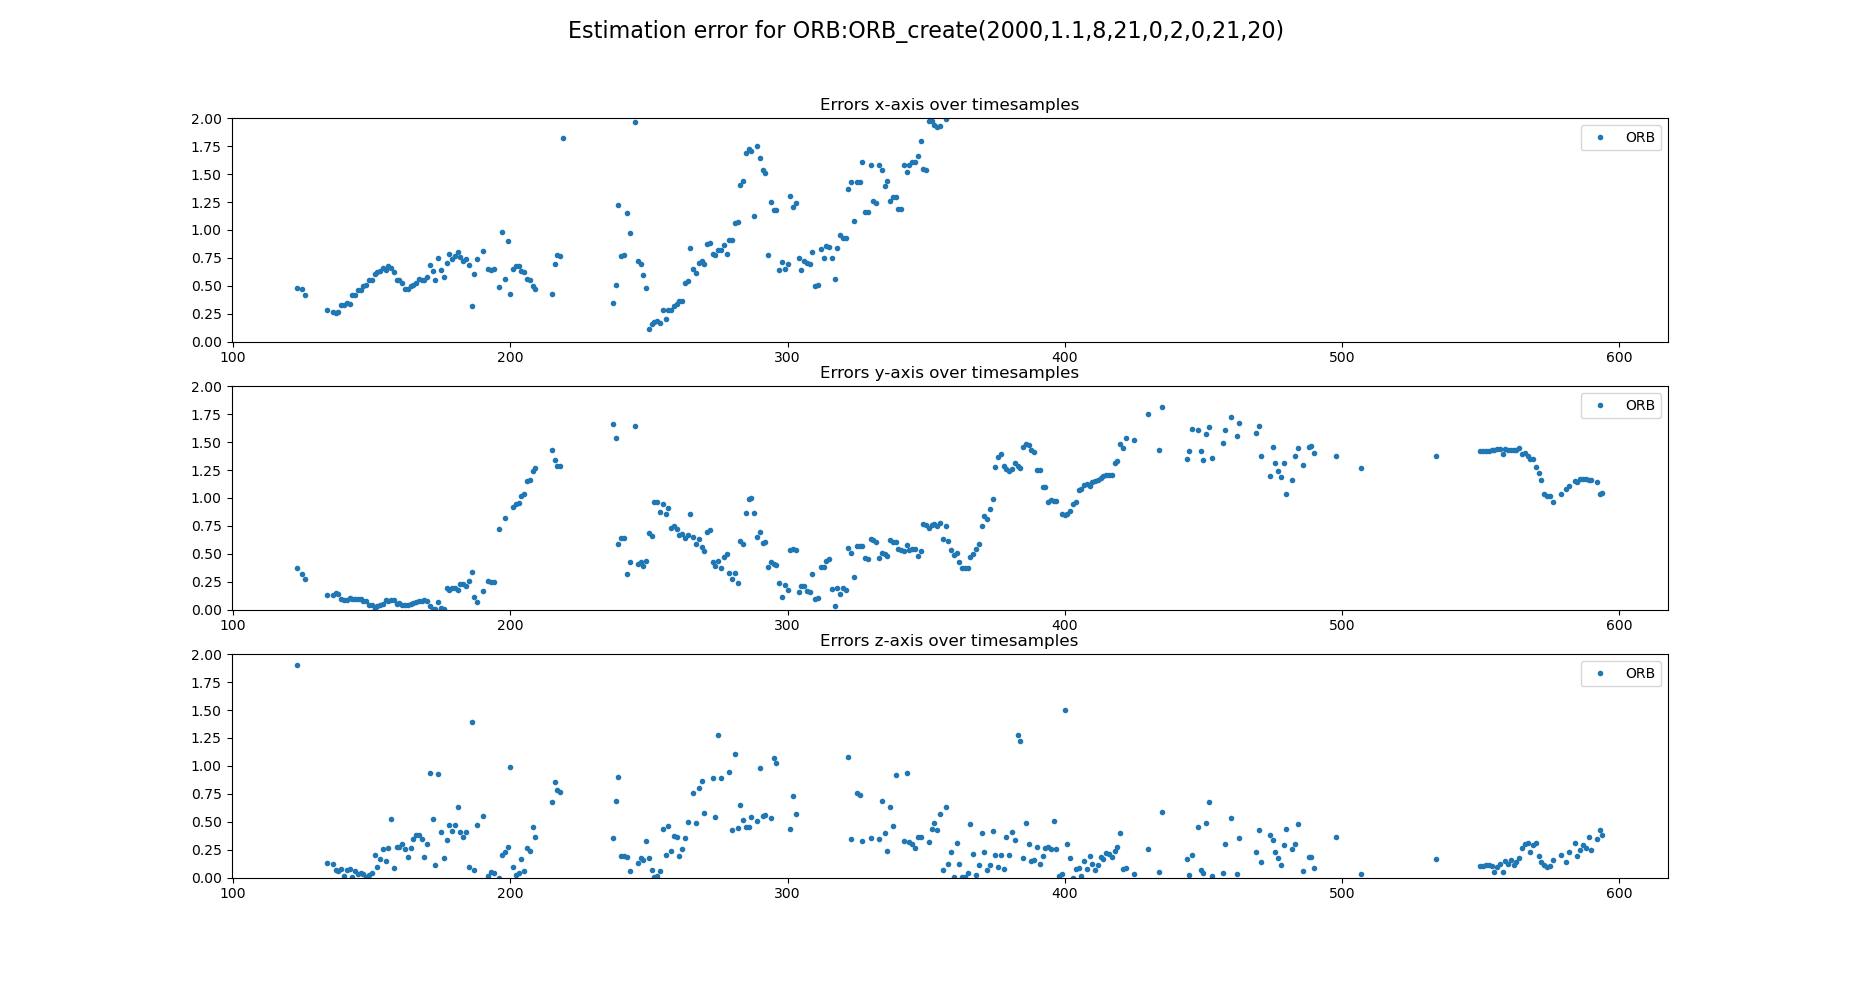 Estimation error for ORB:ORB_create(2000,1.1,8,21,0,2,0,21,20)
Errors x-axis over timesamples
2.00
1.75
1.50
1.25
1.00
0.75
0.50
0.25
0.00
ORB
100 200 300 400 500 600
Errors y-axis over timesamples
2.00
1.75
1.50
1.25
1.00
0.75
0.50
0.25
0.00
ORB
100 200 300 400 500 600
Errors z-axis over timesamples
2.00
1.75
1.50
1.25
1.00
0.75
0.50
0.25
0.00
ORB
100 200 300 400 500 600